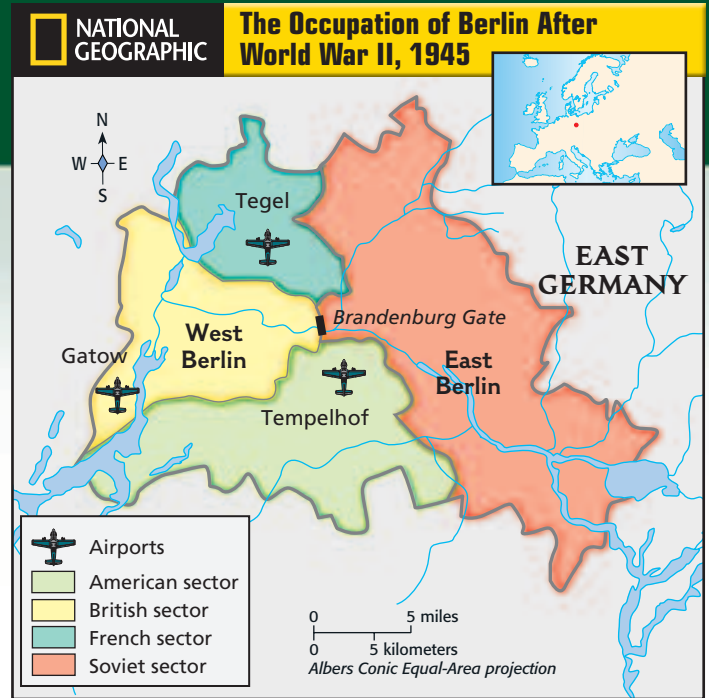 NATIONAL
GEOGRAPHIC
The Occupation of Berlin After
World War II, 1945
N
W E
S
Tegel
EAST
GERMANY
Brandenburg Gate
West
Berlin
Gatow
East
Berlin
Tempelhof
Airports
American sector
British sector
French sector
Soviet sector
0 5 miles
0 5 kilometers
Albers Conic Equal-Area projection